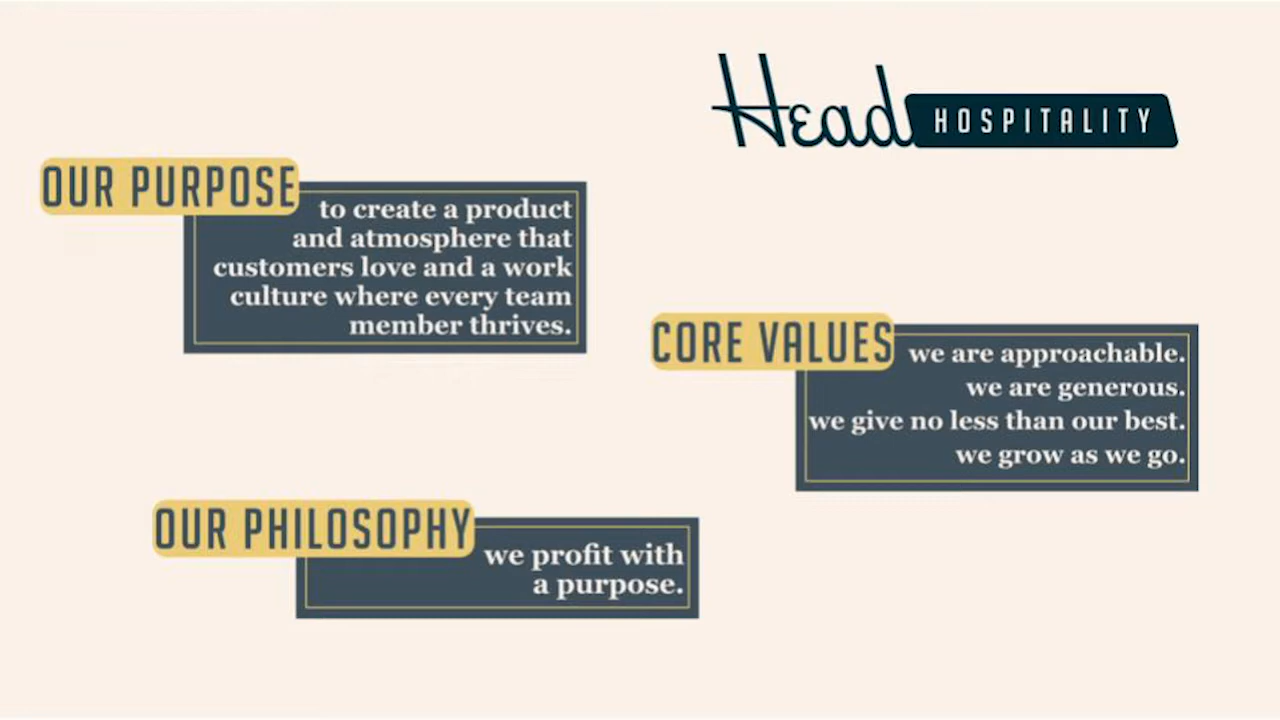 Head HOSPITALITY
OUR PURPOSE
to create a product
and atmosphere that
customers love and a work
culture where every team
member thrives.
CORE VALUES
we are approachable.
we are generous.
we give no less than our best.
we grow as we go.
OUR PHILOSOPHY
we profit with
a purpose.